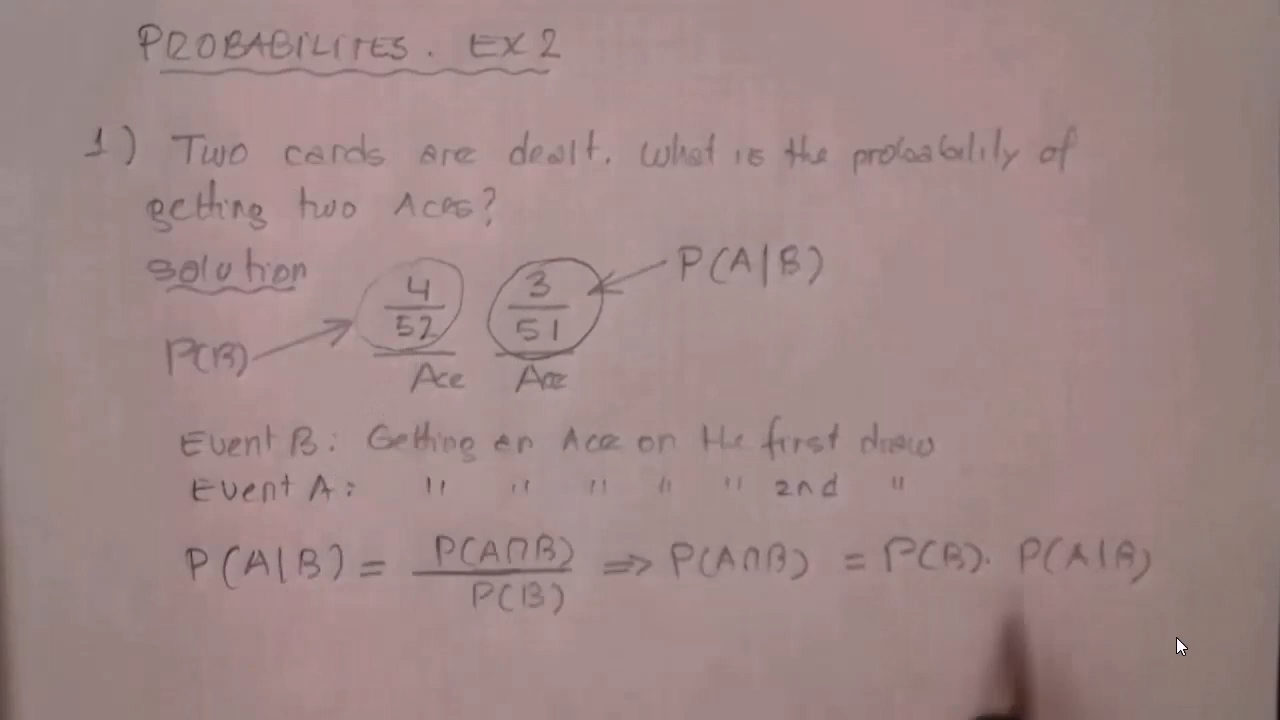 PROBABILITES. EX 2
1) Two cards are dealt. What is the probability of
getting two Aces?
Solution
4/52 3/51 P(A|B)
P(B)
Ace Ace
Event B: Getting an Ace on the first draw
Event A: " " " " " 2nd "
P(A|B) = P(A∩B)/P(B) ⇒ P(A∩B) = P(B). P(A|B)